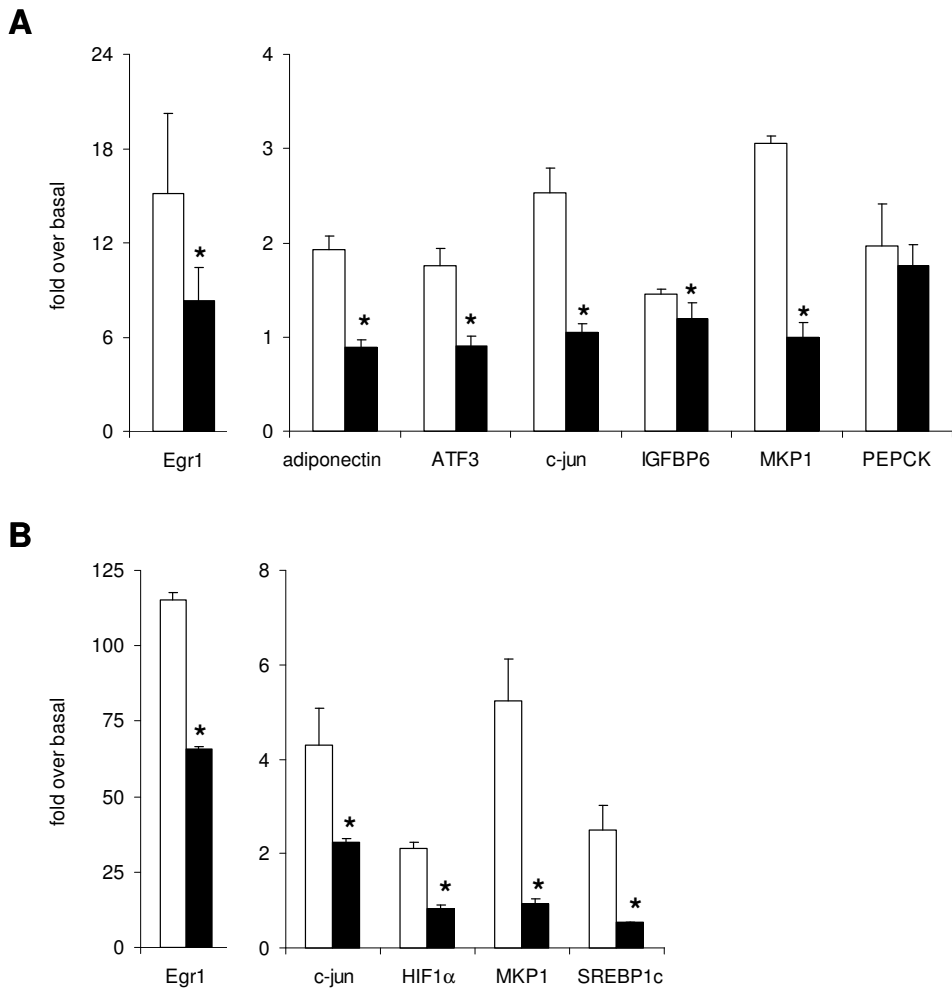 A
fold over basal
24
18
12
6
0
*
Egr1
4
3
2
1
0
* * * * *
adiponectin ATF3 c-jun IGFBP6 MKP1 PEPCK
B
fold over basal
125
100
75
50
25
0
*
Egr1
8
6
4
2
0
* * * *
c-jun HIF1α MKP1 SREBP1c